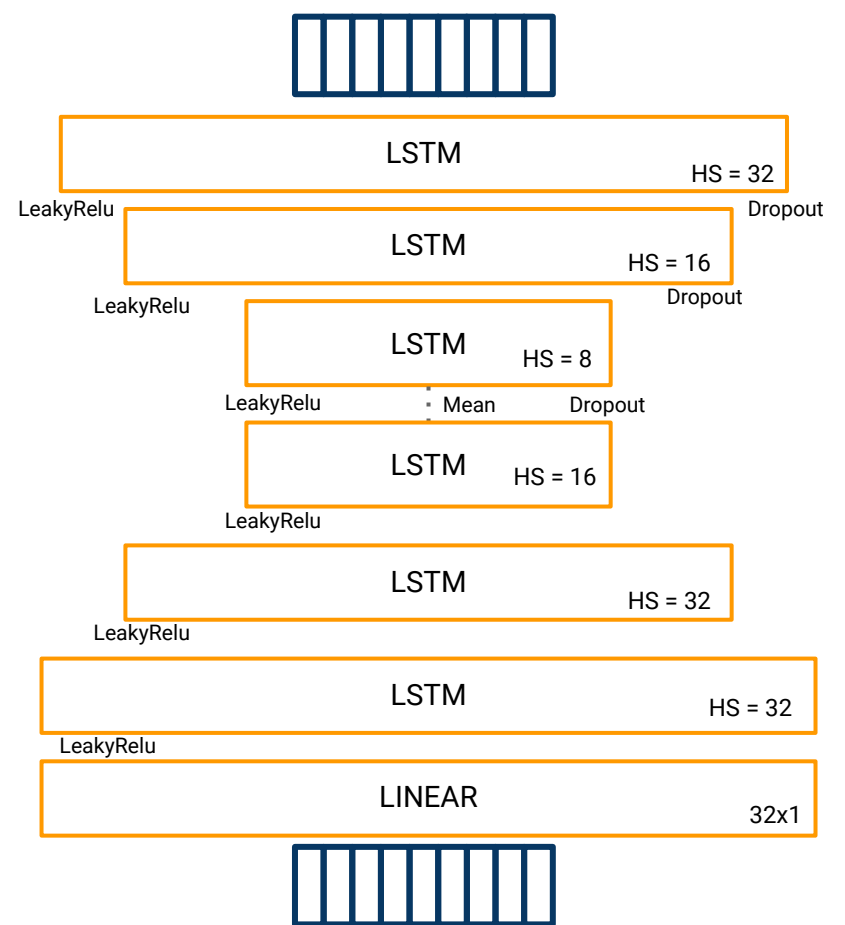 LSTM
HS = 32
LeakyRelu
Dropout
LSTM
HS = 16
LeakyRelu
Dropout
LSTM
HS = 8
LeakyRelu
Mean
Dropout
LSTM
HS = 16
LeakyRelu
LSTM
HS = 32
LeakyRelu
LSTM
HS = 32
LeakyRelu
LINEAR
32x1